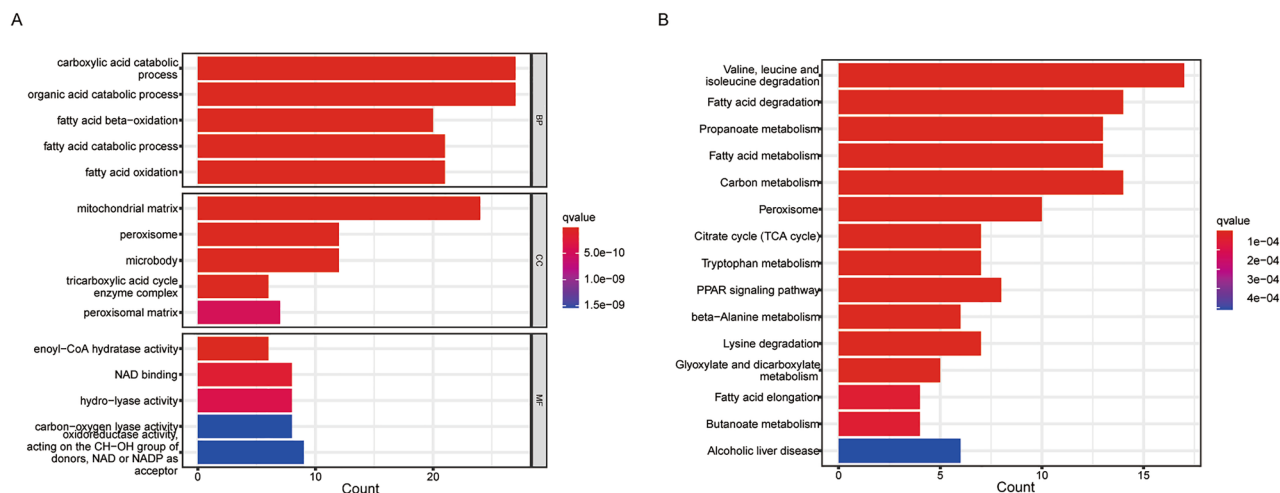 A
carboxylic acid catabolic
process
organic acid catabolic process
fatty acid beta−oxidation
fatty acid catabolic process
fatty acid oxidation
BP
mitochondrial matrix
peroxisome
microbody
tricarboxylic acid cycle
enzyme complex
peroxisomal matrix
CC
enoyl−CoA hydratase activity
NAD binding
hydro−lyase activity
carbon−oxygen lyase activity
oxidoreductase activity,
acting on the CH−OH group of
donors, NAD or NADP as
acceptor
MF
0
10
20
Count
qvalue
5.0e−10
1.0e−09
1.5e−09
B
Valine, leucine and
isoleucine degradation
Fatty acid degradation
Propanoate metabolism
Fatty acid metabolism
Carbon metabolism
Peroxisome
Citrate cycle (TCA cycle)
Tryptophan metabolism
PPAR signaling pathway
beta−Alanine metabolism
Lysine degradation
Glyoxylate and dicarboxylate
metabolism
Fatty acid elongation
Butanoate metabolism
Alcoholic liver disease
0
5
10
15
Count
qvalue
1e−04
2e−04
3e−04
4e−04